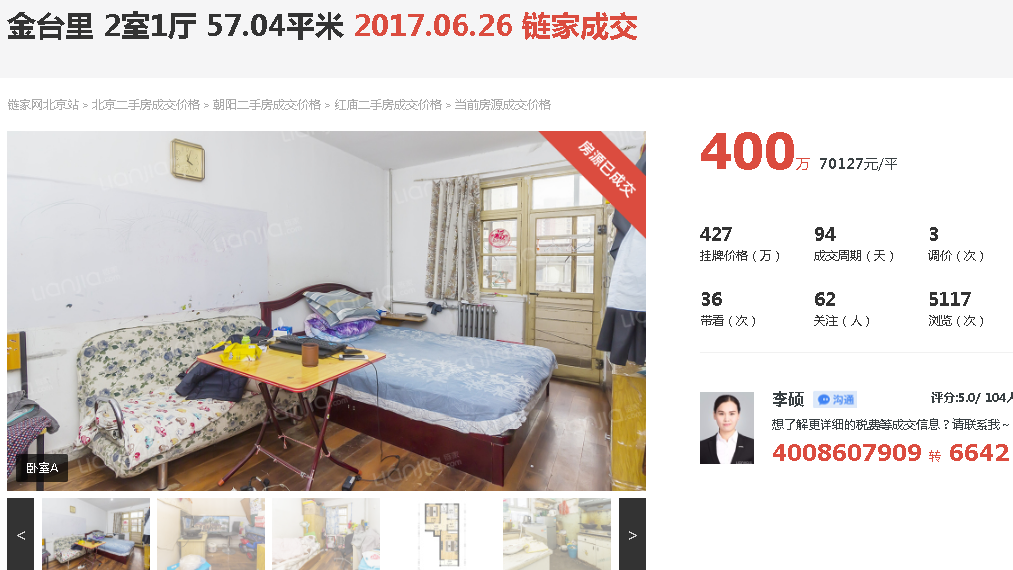 金台里 2室1厅 57.04平米 2017.06.26 链家成交
链家网北京站 > 北京二手房成交价格 > 朝阳二手房成交价格 > 红庙二手房成交价格 > 当前房源成交价格
房源已成交
lianjia
卧室A
<
>
400万 70127元/平
427 94 3
挂牌价格（万） 成交周期（天） 调价（次）
36 62 5117
带看（次） 关注（人） 浏览（次）
李硕 沟通 评分:5.0/ 104
想了解更详细的税费等成交信息？请联系我~
4008607909 转 6642